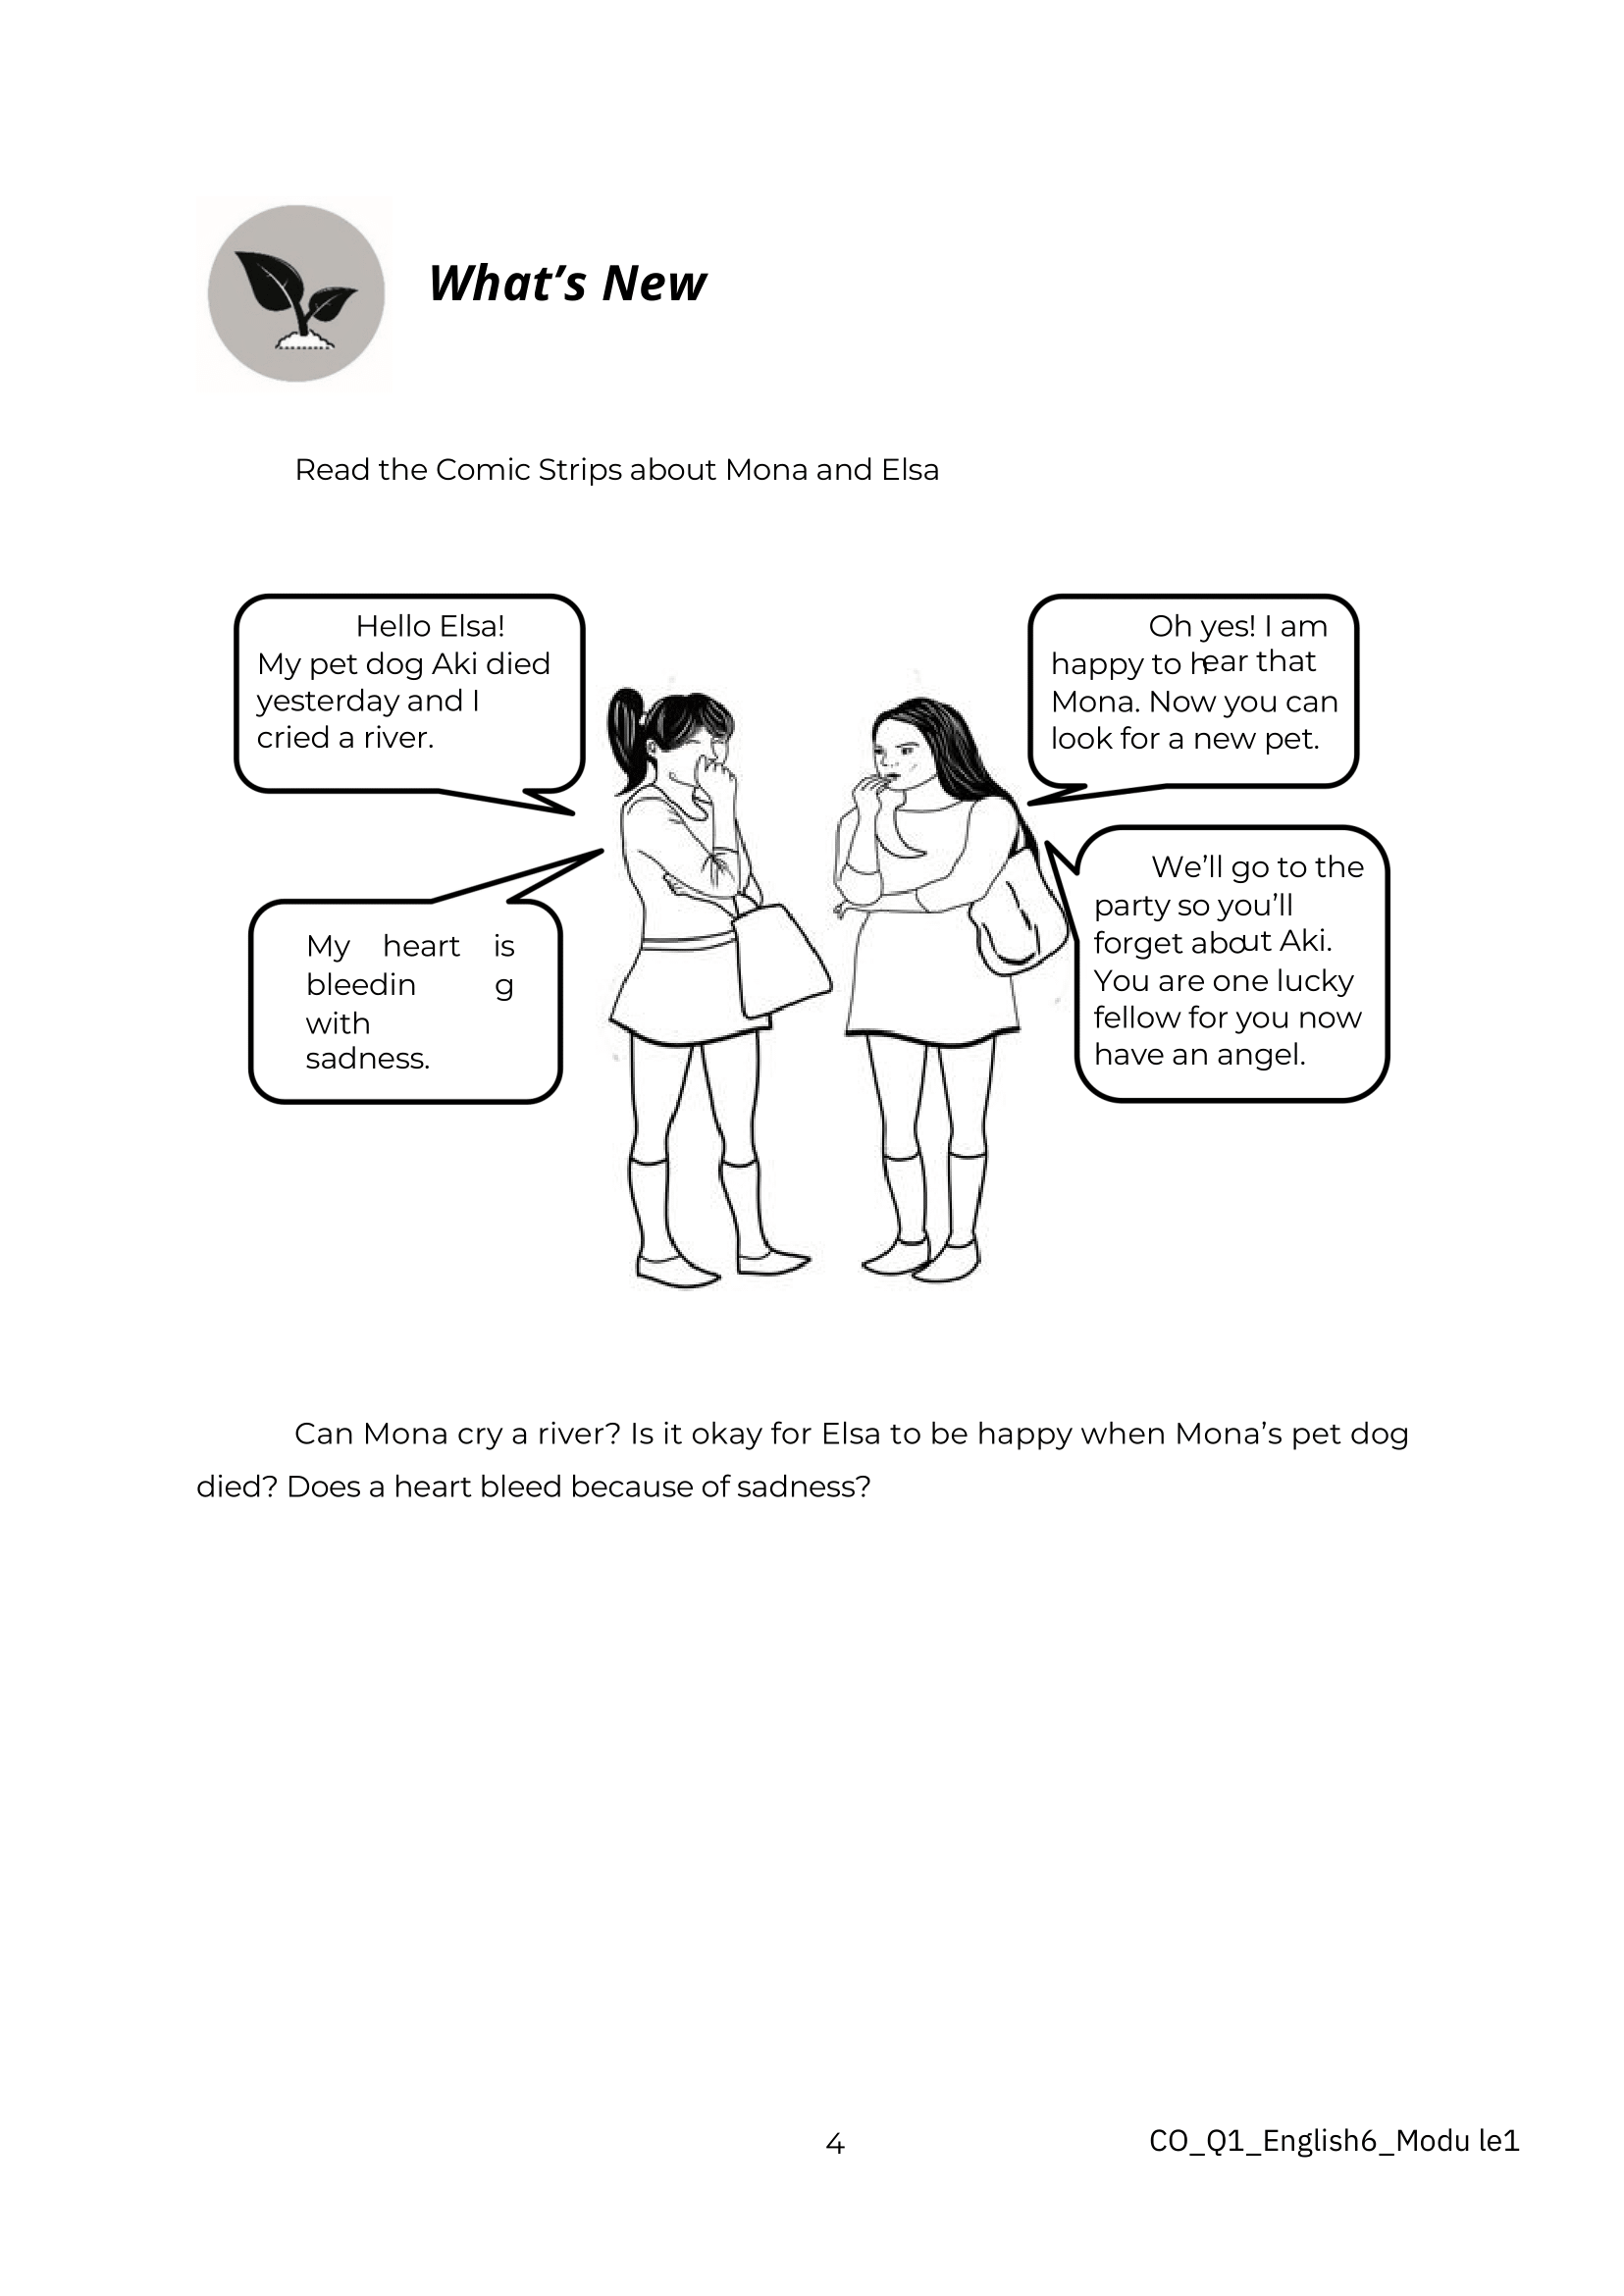 What's New
Read the Comic Strips about Mona and Elsa
Hello Elsa!
My pet dog Aki died
yesterday and I
cried a river.
Oh yes! I am
happy to hear that
Mona. Now you can
look for a new pet.
My heart is
bleedin g
with
sadness.
We'll go to the
party so you'll
forget about Aki.
You are one lucky
fellow for you now
have an angel.
Can Mona cry a river? Is it okay for Elsa to be happy when Mona's pet dog
died? Does a heart bleed because of sadness?
4
CO_Q1_English6_Modu le1